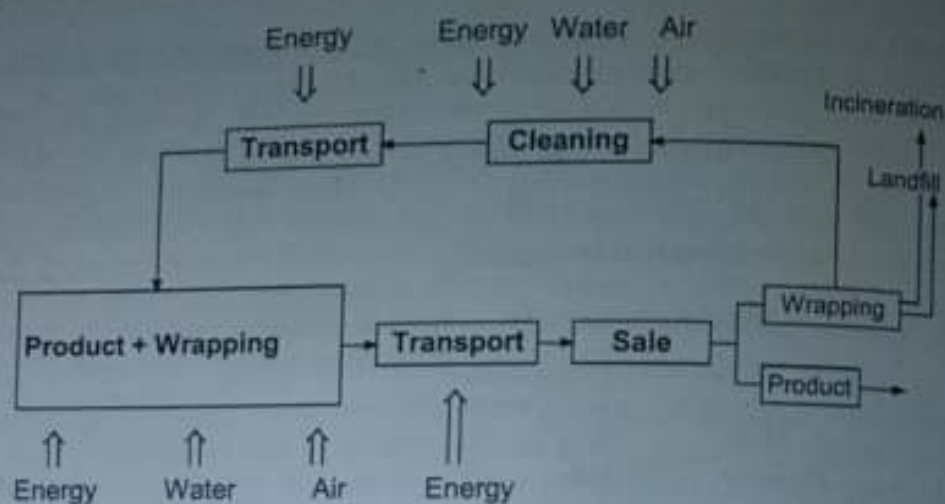 Energy Energy Water Air
Incineration
Transport Cleaning
Landfill
Wrapping
Product + Wrapping Transport Sale
Product
Energy Water Air Energy